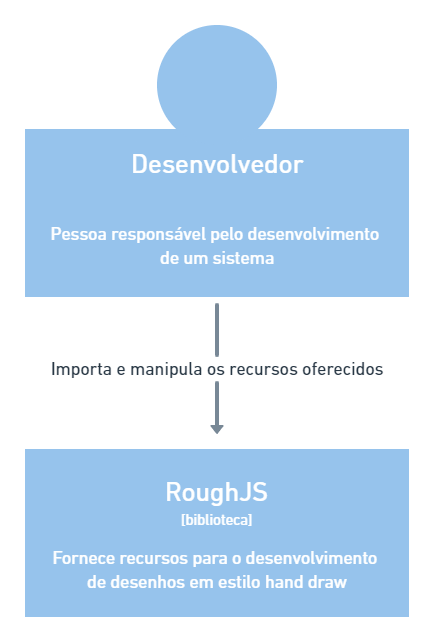 Desenvolvedor
Pessoa responsável pelo desenvolvimento
de um sistema
Importa e manipula os recursos oferecidos
RoughJS
[biblioteca]
Fornece recursos para o desenvolvimento
de desenhos em estilo hand draw